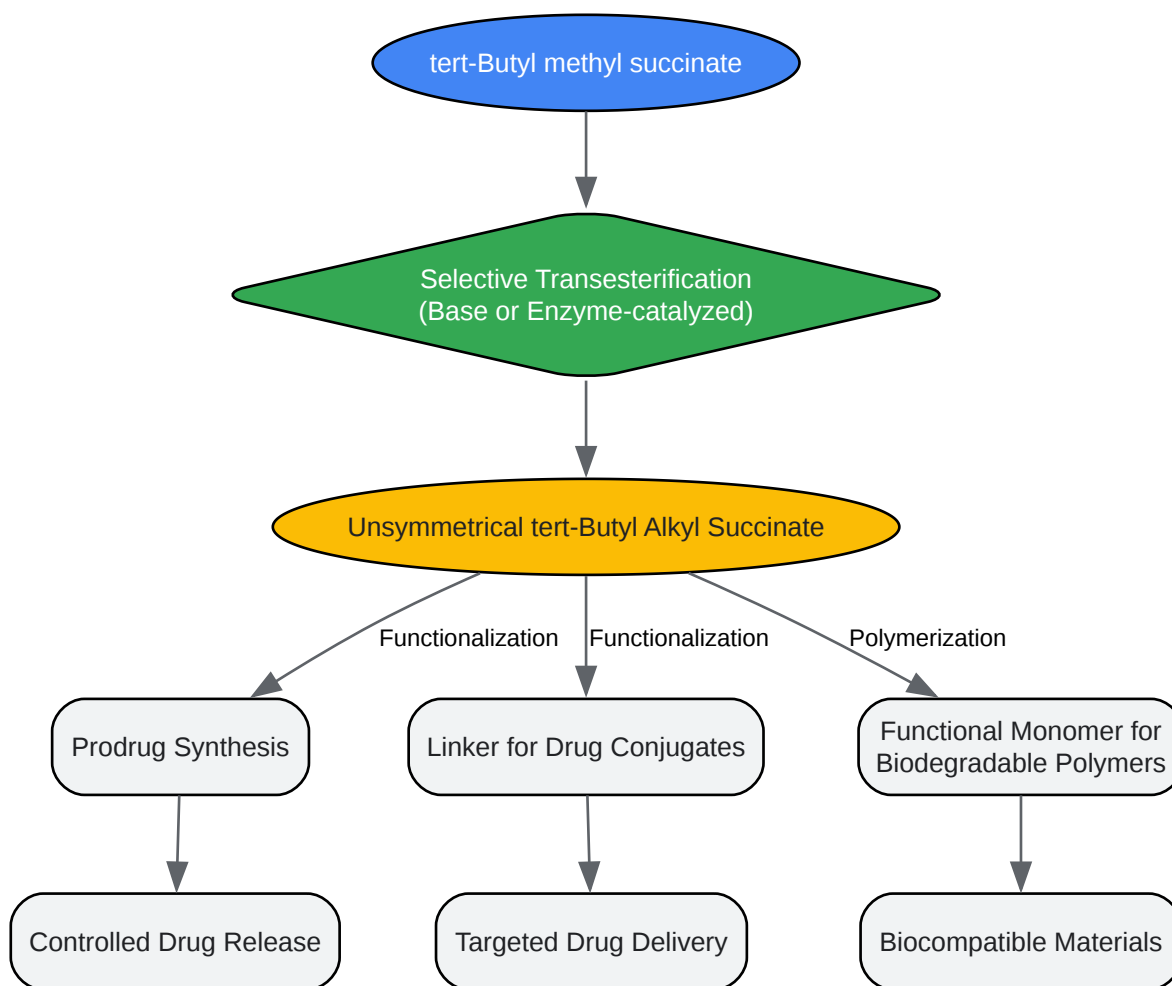 tert-Butyl methyl succinate
Selective Transesterification
(Base or Enzyme-catalyzed)
Unsymmetrical tert-Butyl Alkyl Succinate
Functionalization
Functionalization
Polymerization
Prodrug Synthesis
Linker for Drug Conjugates
Functional Monomer for
Biodegradable Polymers
Controlled Drug Release
Targeted Drug Delivery
Biocompatible Materials